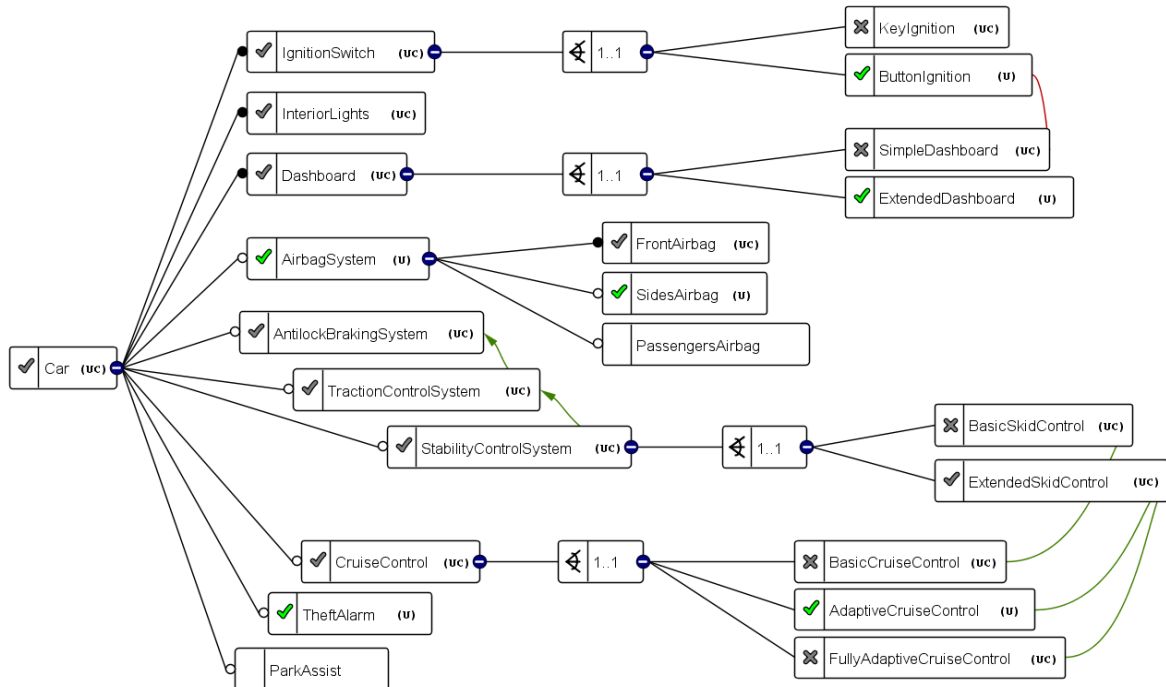 KeyIgnition (UC)
IgnitionSwitch (UC) 1..1
ButtonIgnition (U)
InteriorLights (UC)
SimpleDashboard (UC)
Dashboard (UC) 1..1
ExtendedDashboard (U)
FrontAirbag (UC)
AirbagSystem (U)
SidesAirbag (U)
AntilockBrakingSystem (UC)
PassengersAirbag
Car (UC)
TractionControlSystem (UC)
BasicSkidControl (UC)
StabilityControlSystem (UC) 1..1
ExtendedSkidControl (UC)
CruiseControl (UC) 1..1 BasicCruiseControl (UC)
TheftAlarm (U) AdaptiveCruiseControl (U)
FullyAdaptiveCruiseControl (UC)
ParkAssist